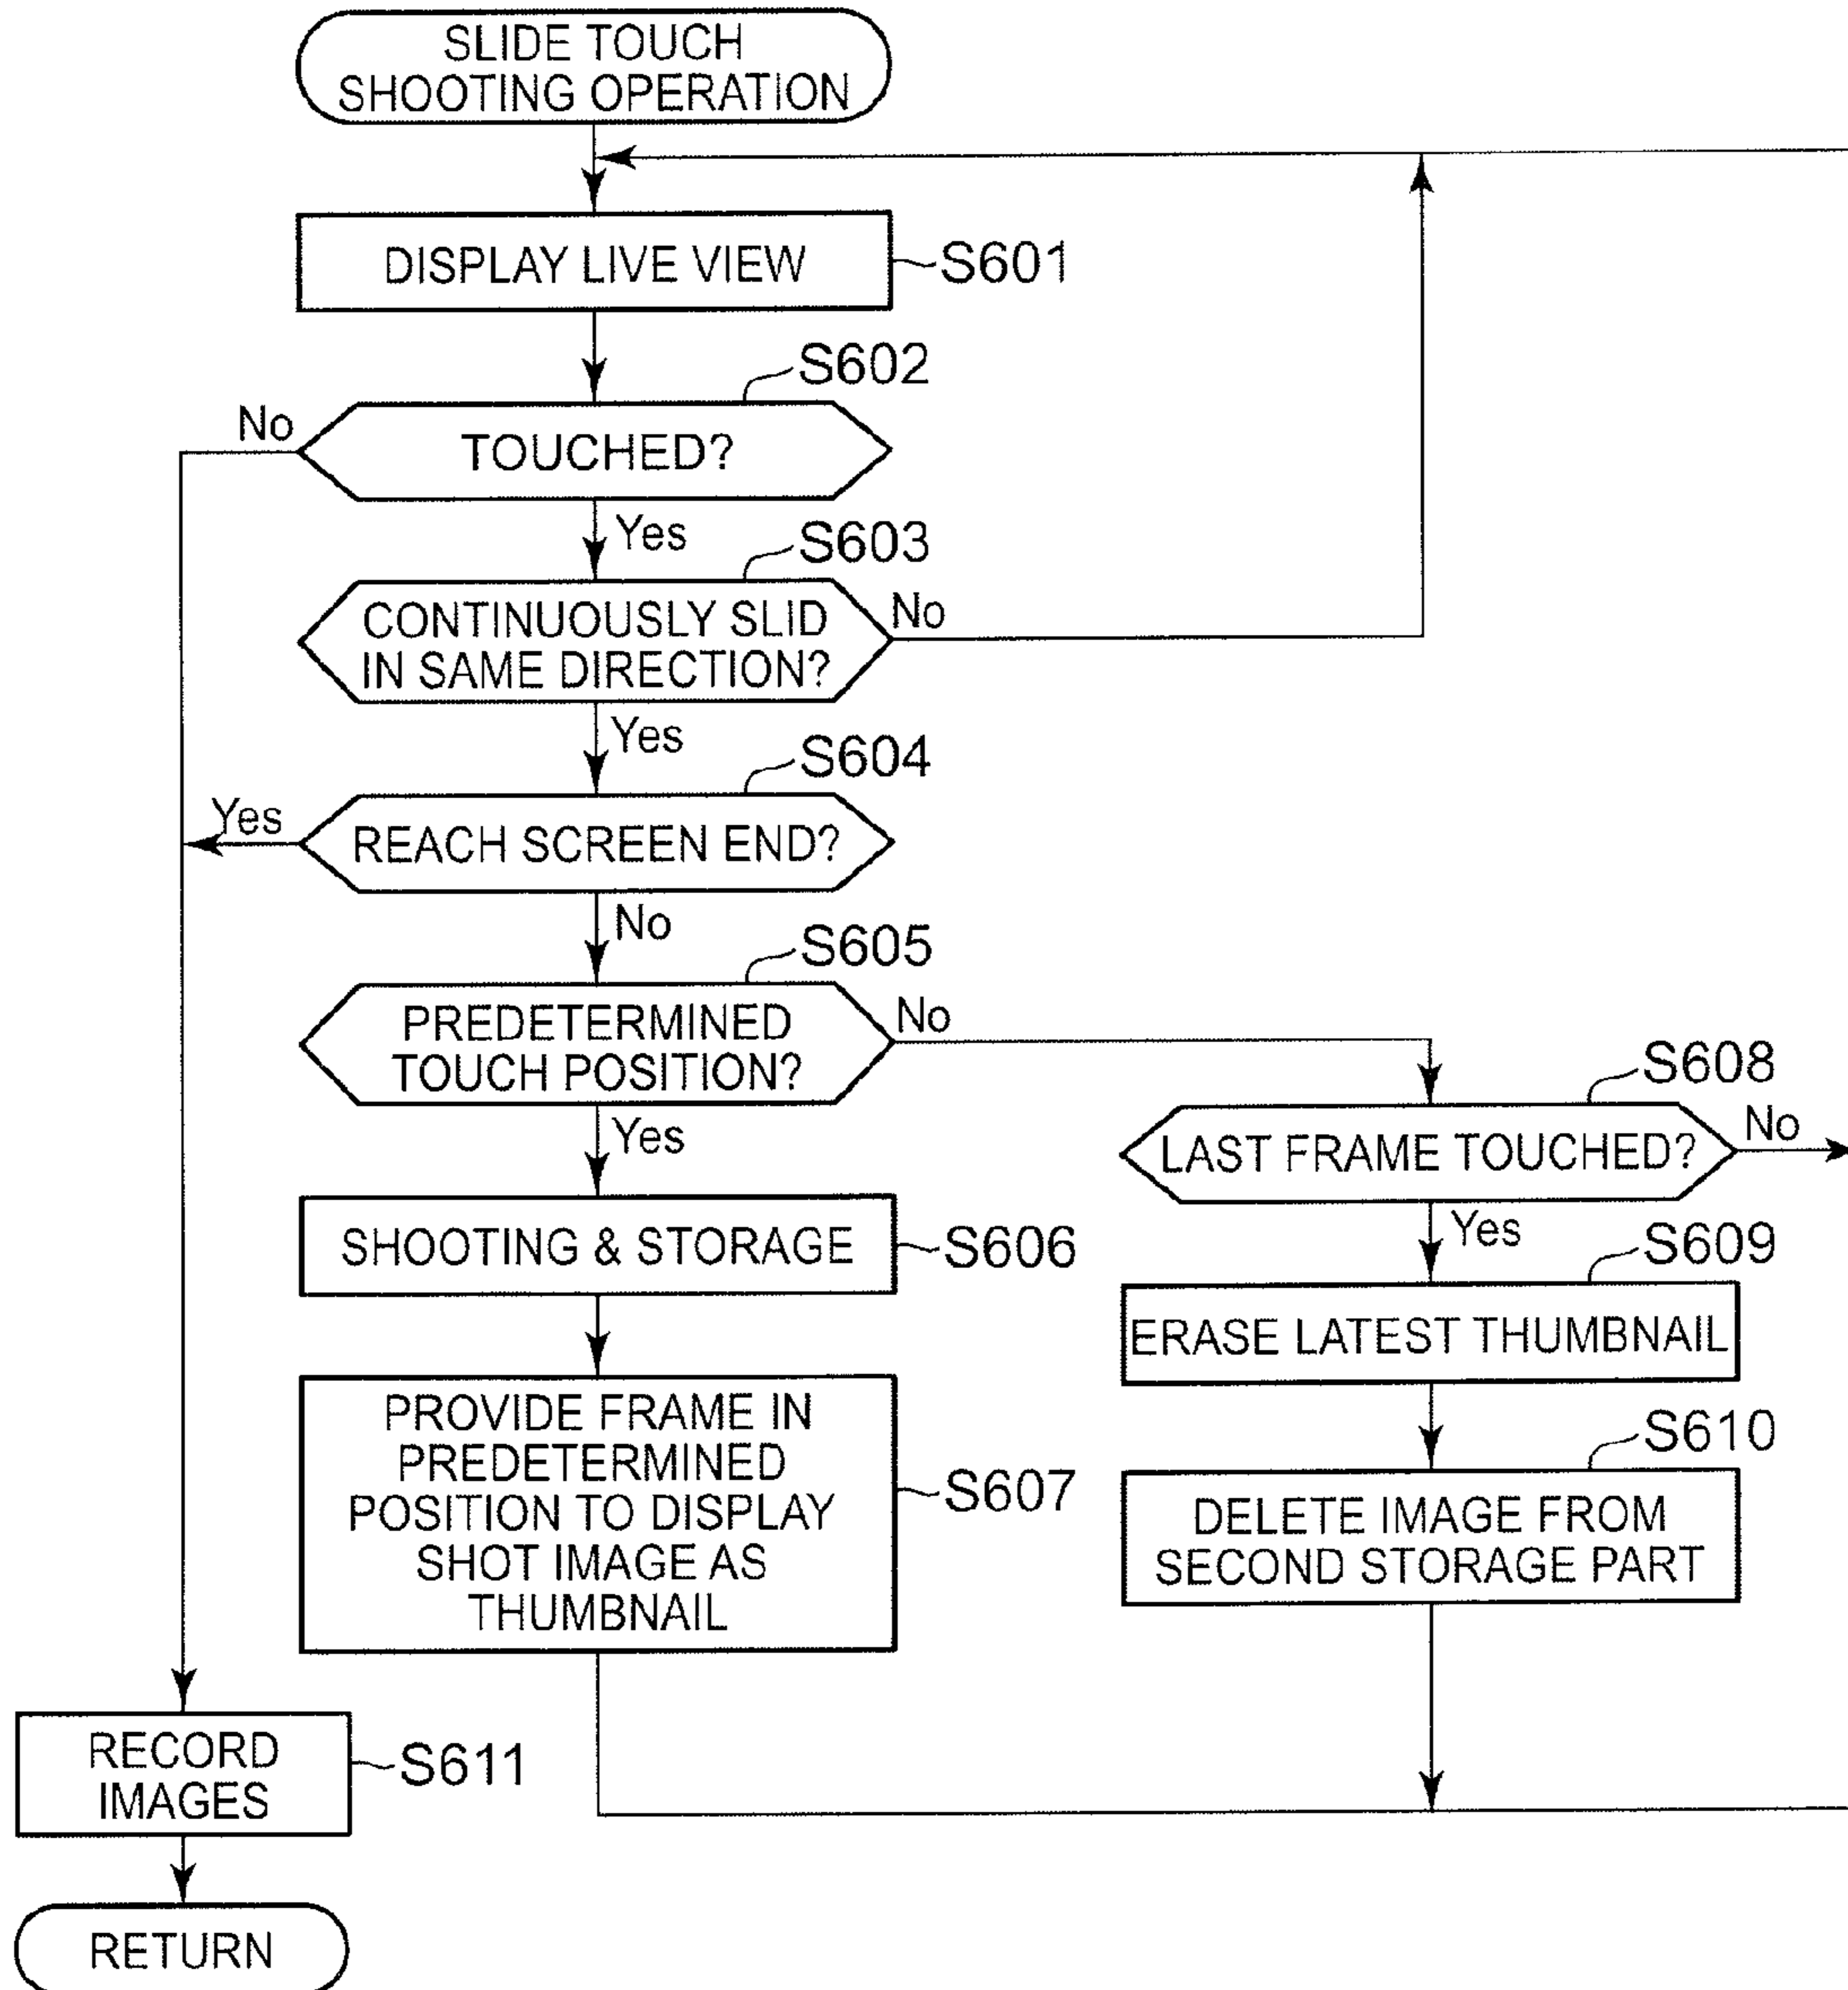 SLIDE TOUCH
SHOOTING OPERATION
DISPLAY LIVE VIEW
S601
S602
No
TOUCHED?
Yes
S603
CONTINUOUSLY SLID
IN SAME DIRECTION?
No
Yes
S604
Yes
REACH SCREEN END?
No
S605
PREDETERMINED
TOUCH POSITION?
No
Yes
S608
LAST FRAME TOUCHED?
No
Yes
SHOOTING & STORAGE
S606
S609
ERASE LATEST THUMBNAIL
PROVIDE FRAME IN
PREDETERMINED
POSITION TO DISPLAY
SHOT IMAGE AS
THUMBNAIL
S607
S610
DELETE IMAGE FROM
SECOND STORAGE PART
RECORD
IMAGES
S611
RETURN